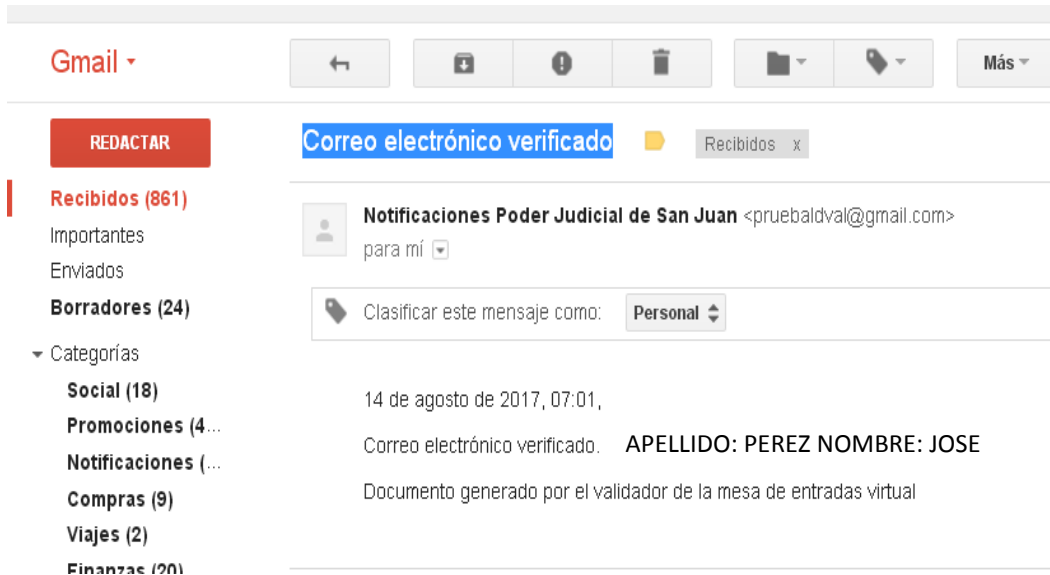 Gmail
Más
REDACTAR
Correo electrónico verificado
Recibidos x
Recibidos (861)
Importantes
Enviados
Borradores (24)
Categorías
Social (18)
Promociones (4...
Notificaciones (...
Compras (9)
Viajes (2)
Finanzas (20)
Notificaciones Poder Judicial de San Juan <pruebaldval@gmail.com>
para mí
Clasificar este mensaje como: Personal
14 de agosto de 2017, 07:01,
Correo electrónico verificado. APELLIDO: PEREZ NOMBRE: JOSE
Documento generado por el validador de la mesa de entradas virtual